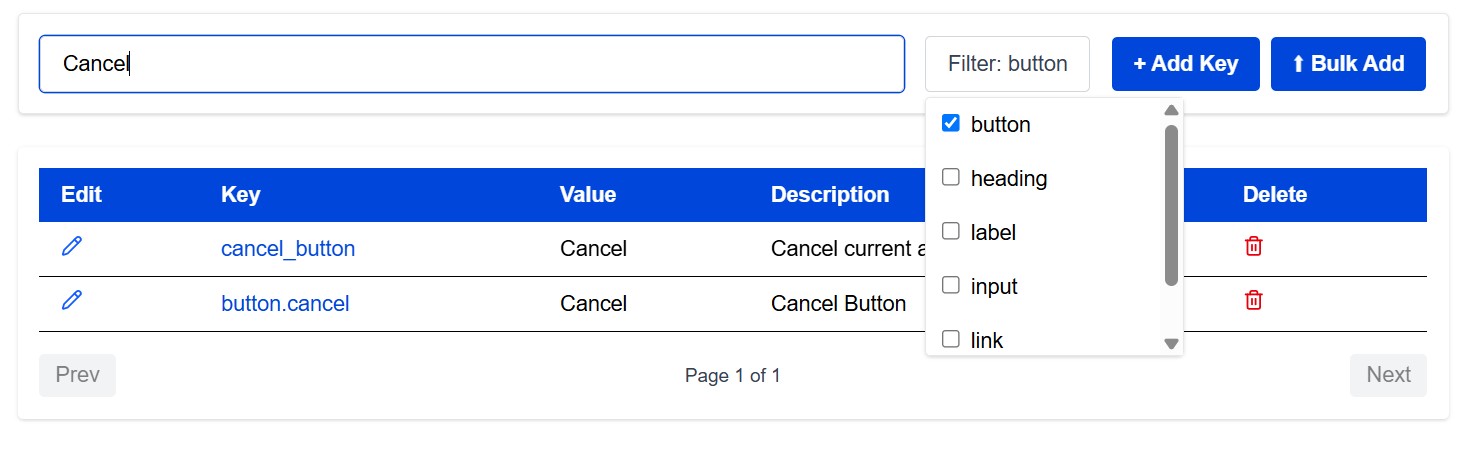 Cancel Filter: button + Add Key ⬆ Bulk Add
button
heading
label
input
link
Edit Key Value Description Delete
cancel_button Cancel Cancel current a
button.cancel Cancel Cancel Button
Prev Page 1 of 1 Next